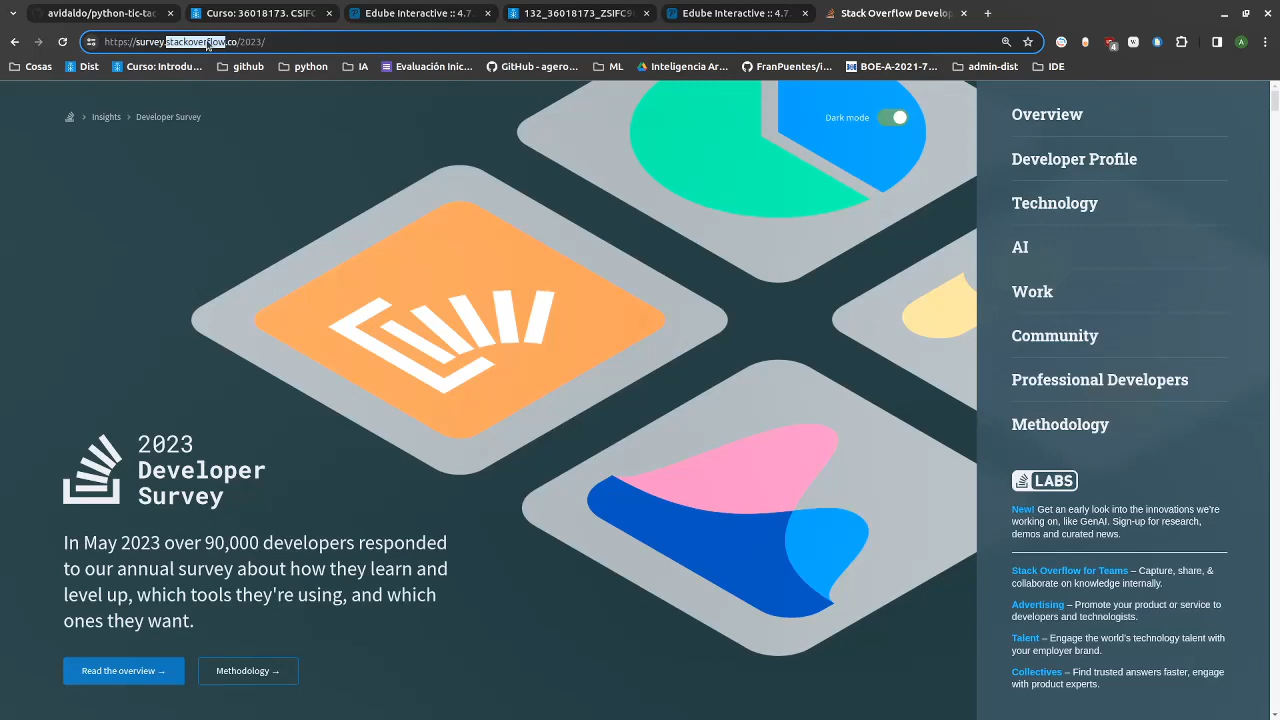 avidaldo/python-tic-tac
Curso: 36018173. CSIFC
Edube Interactive :: 4.7.
132_36018173_ZSIFC9
Edube Interactive :: 4.7.
Stack Overflow Develop
https://survey.stackoverflow.co/2023/
4
A
Cosas
Dist
Curso: Introdu...
github
python
IA
Evaluación Inic...
GitHub - agero...
ML
Inteligencia Ar...
FranPuentes/i...
BOE-A-2021-7...
admin-dist
IDE
Insights
Developer Survey
Dark mode
2023
Developer
Survey
In May 2023 over 90,000 developers responded
to our annual survey about how they learn and
level up, which tools they're using, and which
ones they want.
Read the overview →
Methodology →
Overview
Developer Profile
Technology
AI
Work
Community
Professional Developers
Methodology
LABS
New! Get an early look into the innovations we're
working on, like GenAI. Sign-up for research,
demos and curated news.
Stack Overflow for Teams – Capture, share, &
collaborate on knowledge internally.
Advertising – Promote your product or service to
developers and technologists.
Talent – Engage the world's technology talent with
your employer brand.
Collectives – Find trusted answers faster, engage
with product experts.